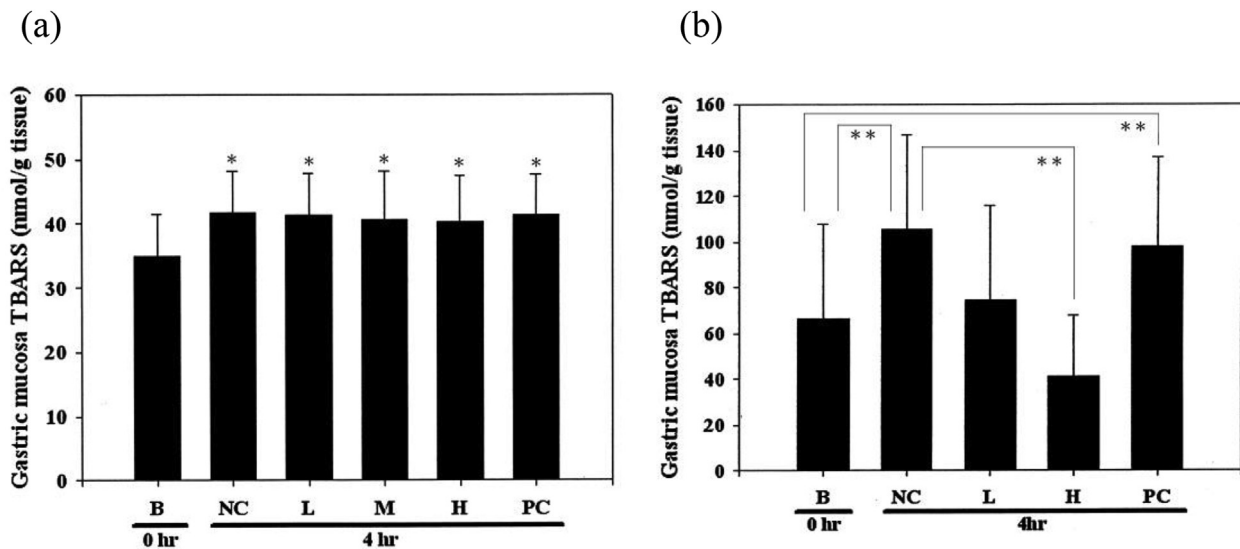 (a)
Gastric mucosa TBARS (nmol/g tissue)
60
50
40
30
20
10
0
* * * * *
B NC L M H PC
0 hr 4 hr
(b)
Gastric mucosa TBARS (nmol/g tissue)
160
140
120
100
80
60
40
20
0
**
**
**
B NC L H PC
0 hr 4hr